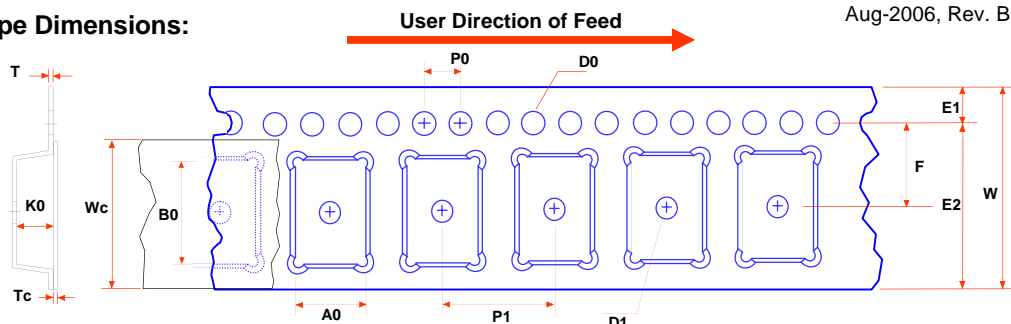 User Direction of Feed
Aug-2006, Rev. B
pe Dimensions:
T
P0
D0
E1
F
W
K0
Wc
B0
E2
Tc
A0
P1
D1